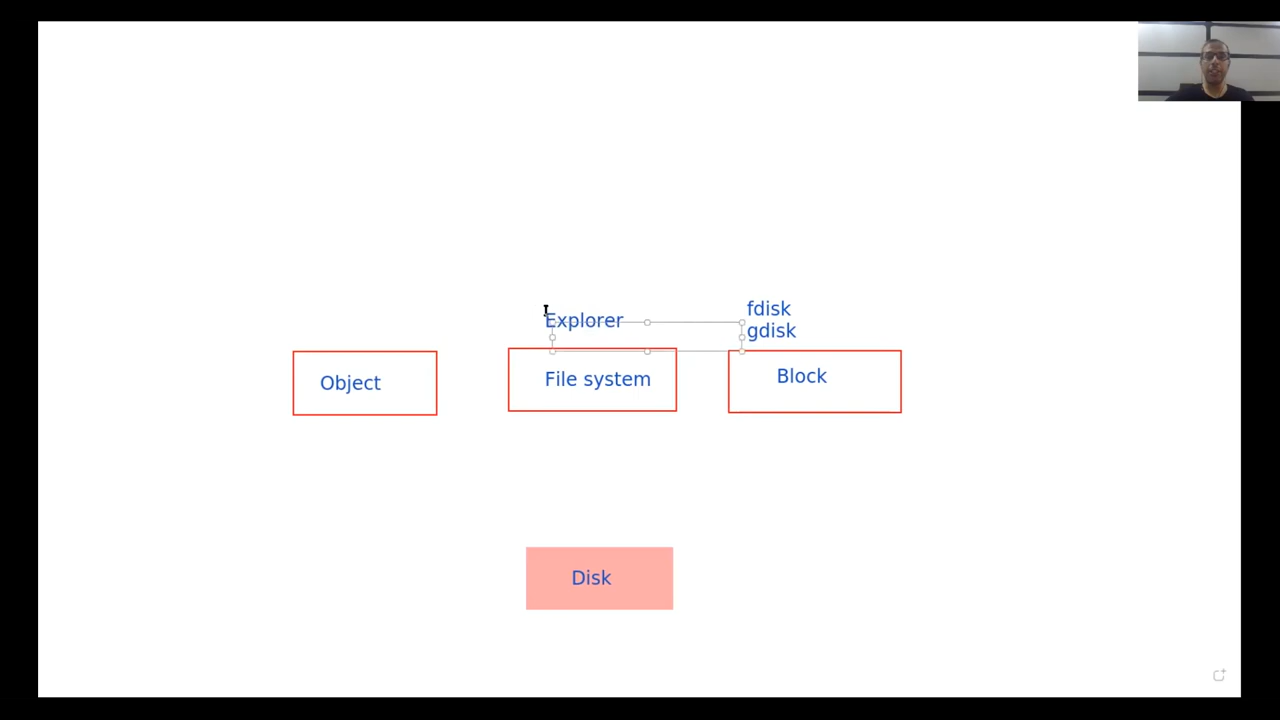 Explorer
fdisk
gdisk
Object
File system
Block
Disk